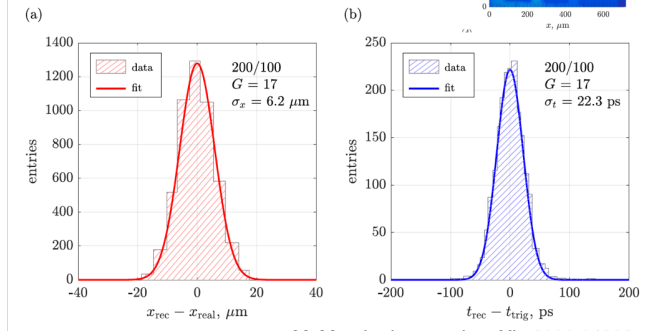 (a)
(b)
0
0 200 400 600
x, μm
1400
1200
1000
800
600
400
200
0
entries
data
fit
200/100
G = 17
σx = 6.2 μm
-40 -20 0 20 40
xrec − xreal, μm
250
200
150
100
50
0
entries
data
fit
200/100
G = 17
σt = 22.3 ps
-200 -100 0 100 200
trec − ttrig, ps